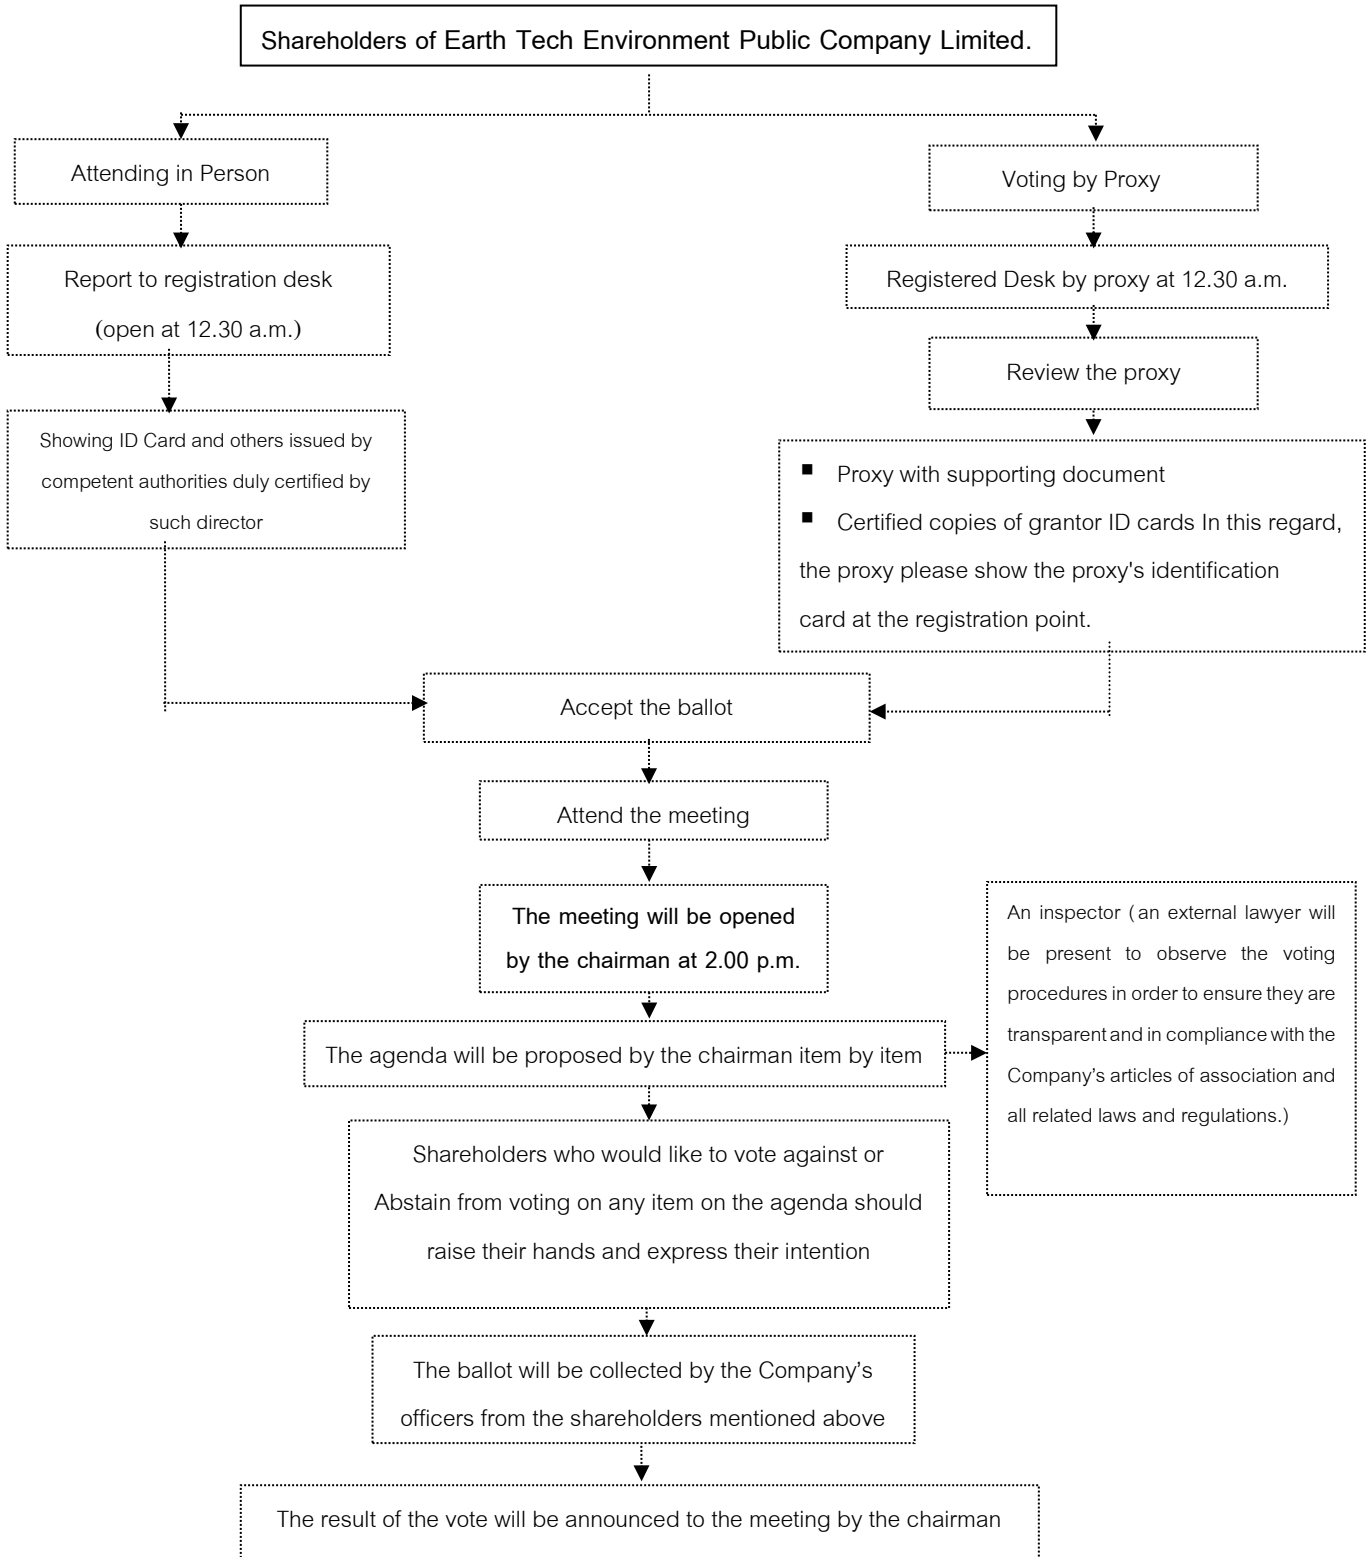 Shareholders of Earth Tech Environment Public Company Limited.
Attending in Person
Voting by Proxy
Report to registration desk
(open at 12.30 a.m.)
Registered Desk by proxy at 12.30 a.m.
Review the proxy
Showing ID Card and others issued by
competent authorities duly certified by
such director
■ Proxy with supporting document
■ Certified copies of grantor ID cards In this regard,
the proxy please show the proxy's identification
card at the registration point.
Accept the ballot
Attend the meeting
The meeting will be opened
by the chairman at 2.00 p.m.
An inspector (an external lawyer will
be present to observe the voting
procedures in order to ensure they are
transparent and in compliance with the
Company's articles of association and
all related laws and regulations.)
The agenda will be proposed by the chairman item by item
Shareholders who would like to vote against or
Abstain from voting on any item on the agenda should
raise their hands and express their intention
The ballot will be collected by the Company's
officers from the shareholders mentioned above
The result of the vote will be announced to the meeting by the chairman